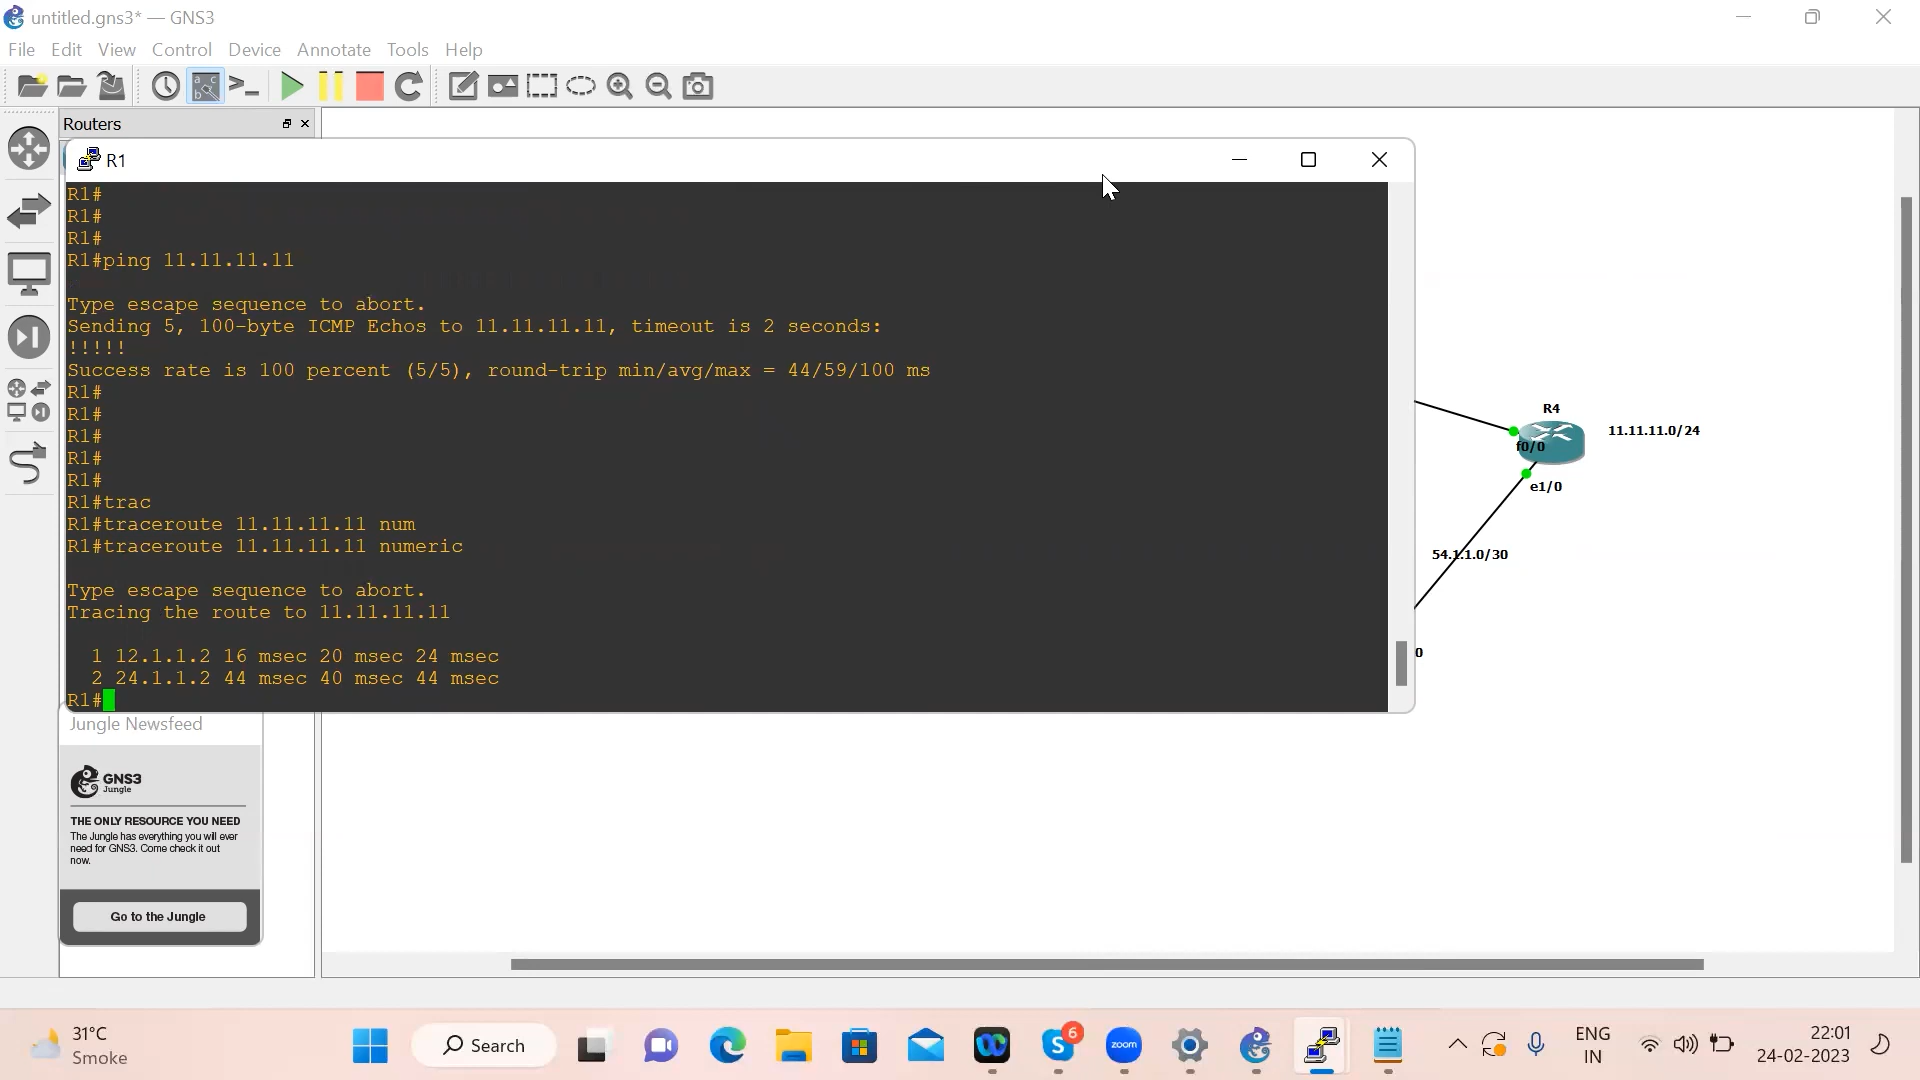 untitled.gns3* — GNS3
File Edit View Control Device Annotate Tools Help
Routers
R1
R1#
R1#
R1#
R1#ping 11.11.11.11
Type escape sequence to abort.
Sending 5, 100-byte ICMP Echos to 11.11.11.11, timeout is 2 seconds:
!!!!!
Success rate is 100 percent (5/5), round-trip min/avg/max = 44/59/100 ms
R1#
R1#
R1#
R1#
R1#
R1#trac
R1#traceroute 11.11.11.11 num
R1#traceroute 11.11.11.11 numeric
Type escape sequence to abort.
Tracing the route to 11.11.11.11
1 12.1.1.2 16 msec 20 msec 24 msec
2 24.1.1.2 44 msec 40 msec 44 msec
R1#
R4
11.11.11.0/24
f0/0
e1/0
54.1.1.0/30
0
Jungle Newsfeed
GNS3
Jungle
THE ONLY RESOURCE YOU NEED
The Jungle has everything you will ever
need for GNS3. Come check it out
now.
Go to the Jungle
31°C
Smoke
Search
6
zoom
ENG
IN
22:01
24-02-2023